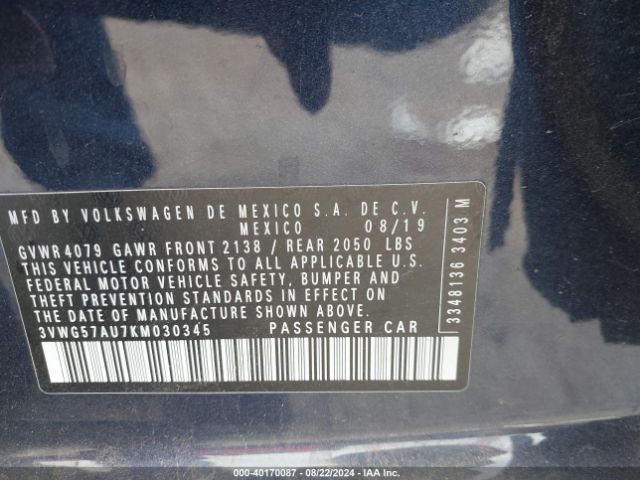 MFD BY VOLKSWAGEN DE MEXICO S.A. DE C.V.
MEXICO 08/19
GVWR 4079 GAWR FRONT 2138 / REAR 2050 LBS
THIS VEHICLE CONFORMS TO ALL APPLICABLE U.S.
FEDERAL MOTOR VEHICLE SAFETY, BUMPER AND
THEFT PREVENTION STANDARDS IN EFFECT ON THE
DATE OF MANUFACTURE SHOWN ABOVE.
3VWG57AU7KM030345 PASSENGER CAR
3348136 3403 M
000-40170087 - 08/22/2024 - IAA Inc.